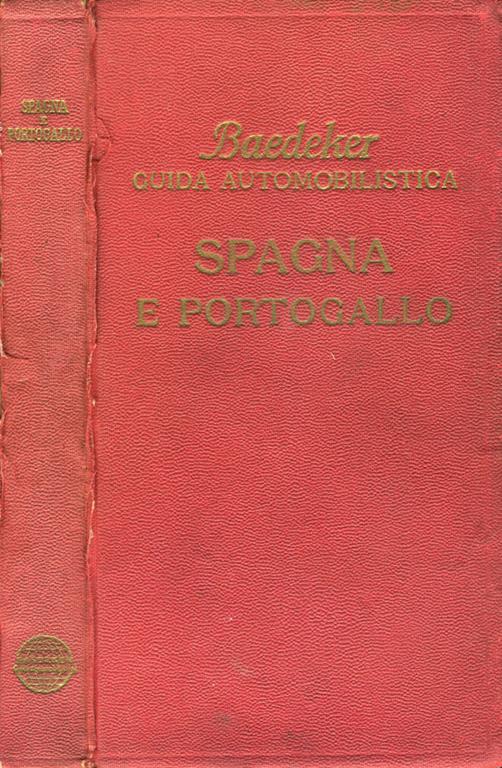 SPAGNA
E
PORTOGALLO
Baedeker
GUIDA AUTOMOBILISTICA
SPAGNA
E PORTOGALLO